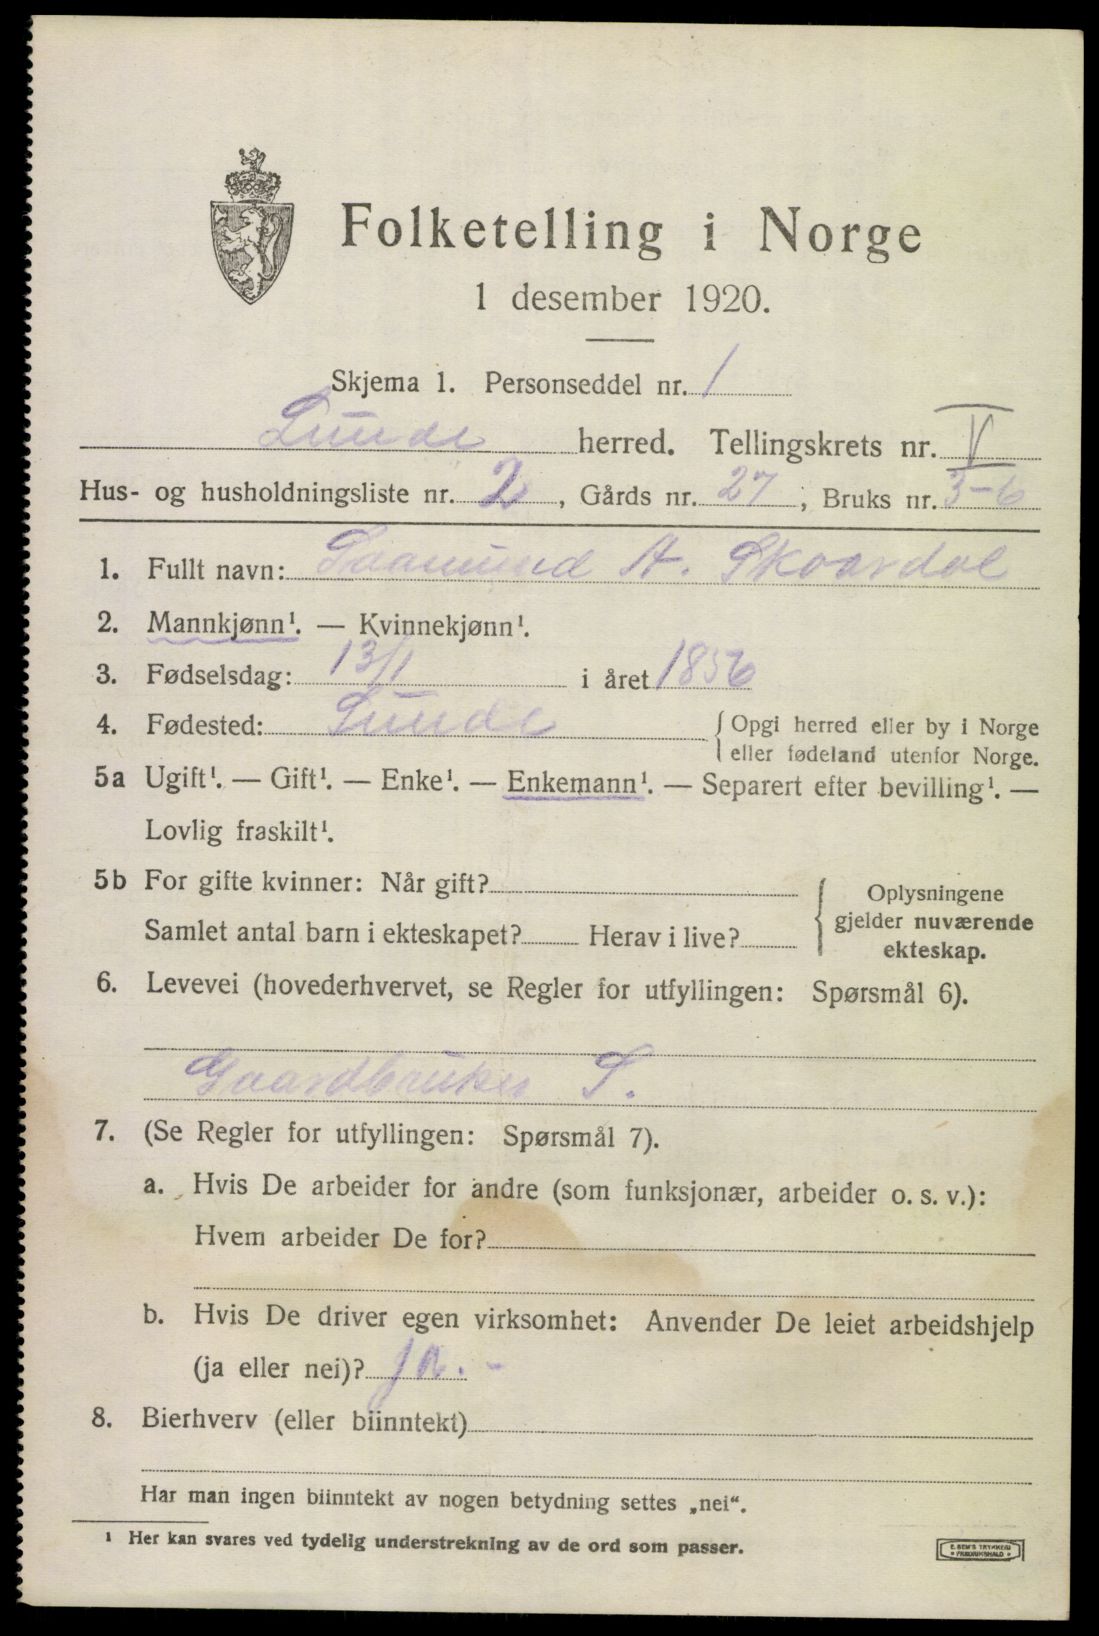 Folketelling i Norge
1 desember 1920.
Skjema 1. Personseddel nr. 1
Lunde herred. Tellingskrets nr. V
Hus- og husholdningsliste nr. 2, Gårds nr. 27, Bruks nr. 3-6
1. Fullt navn: Saamund A. Skoardal
2. Mannkjønn¹. — Kvinnekjønn¹.
3. Fødselsdag: 13/1 i året 1856
4. Fødested: Lunde { Opgi herred eller by i Norge
eller fødeland utenfor Norge.
5a Ugift¹. — Gift¹. — Enke¹. — Enkemann¹. — Separert efter bevilling¹. —
Lovlig fraskilt¹.
5b For gifte kvinner: Når gift?
Samlet antal barn i ekteskapet? Herav i live?
{ Oplysningene
gjelder nuværende
ekteskap.
6. Levevei (hovederhvervet, se Regler for utfyllingen: Spørsmål 6).
Gaardbruker S.
7. (Se Regler for utfyllingen: Spørsmål 7).
a. Hvis De arbeider for andre (som funksjonær, arbeider o. s. v.):
Hvem arbeider De for?
b. Hvis De driver egen virksomhet: Anvender De leiet arbeidshjelp
(ja eller nei)? ja. -
8. Bierhverv (eller biinntekt)
Har man ingen biinntekt av nogen betydning settes „nei“.
¹ Her kan svares ved tydelig understrekning av de ord som passer.
E. SEM'S TRYKKERI
• FREDRIKSHALD •